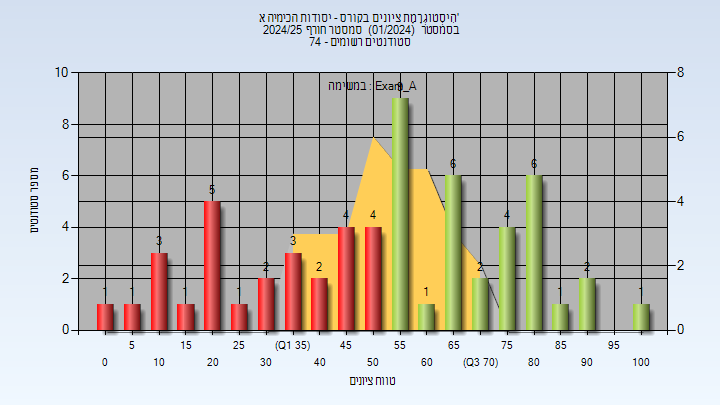 הִיסְטוֹגְרַמַת ציונים בקורס - יסודות הכימיה א'
בסמסטר (01/2024) סמסטר חורף 2024/25
סטודנטים רשומים - 74
במשימה : Exam_A
10 8 6 4 2 0
מספר סטודנטים
8 6 4 2 0
1 1 3 1 5 1 2 3 2 4 4 9 1 6 2 4 6 1 2 1
5 15 25 (Q1 35) 45 55 65 75 85 95
0 10 20 30 40 50 60 (Q3 70) 80 90 100
טווח ציונים